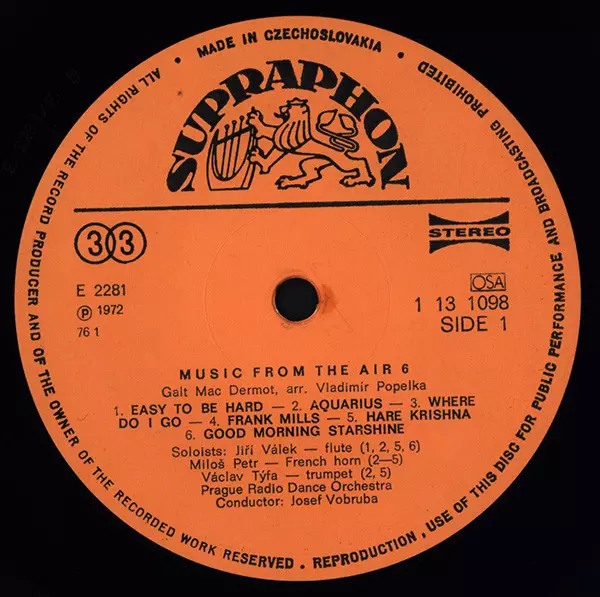 MADE IN CZECHOSLOVAKIA •
ALL RIGHTS OF THE RECORD PRODUCER AND OF THE OWNER OF THE RECORDED WORK RESERVED . REPRODUCTION , USE OF THIS DISC FOR PUBLIC PERFORMANCE AND BROADCASTING PROHIBITED •
SUPRAPHON
33
STEREO
E 2281
OSA
℗ 1972
1 13 1098
76 1
SIDE 1
MUSIC FROM THE AIR 6
Galt Mac Dermot, arr. Vladimír Popelka
1. EASY TO BE HARD — 2. AQUARIUS — 3. WHERE
DO I GO — 4. FRANK MILLS — 5. HARE KRISHNA
6. GOOD MORNING STARSHINE
Soloists: Jiří Válek — flute (1, 2, 5, 6)
Miloš Petr — French horn (2—5)
Václav Týfa — trumpet (2, 5)
Prague Radio Dance Orchestra
Conductor: Josef Vobruba